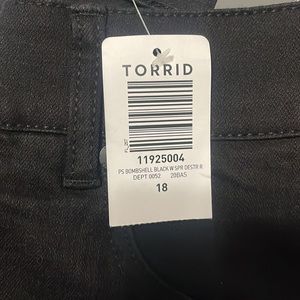 TORRID
11925004
PS BOMBSHELL BLACK W SPR DESTR R
DEPT 0052 20BAS
18